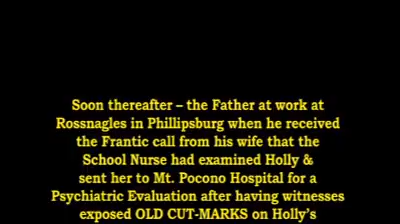 Soon thereafter – the Father at work at
Rossnagles in Phillipsburg when he received
the Frantic call from his wife that the
School Nurse had examined Holly &
sent her to Mt. Pocono Hospital for a
Psychiatric Evaluation after having witnesses
exposed OLD CUT-MARKS on Holly's